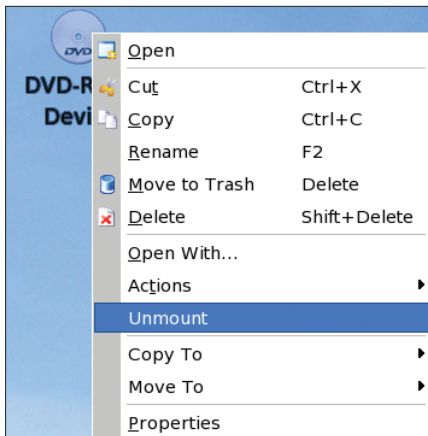 DVD
DVD-R
Devi
Open
Cut Ctrl+X
Copy Ctrl+C
Rename F2
Move to Trash Delete
Delete Shift+Delete
Open With...
Actions
Unmount
Copy To
Move To
Properties